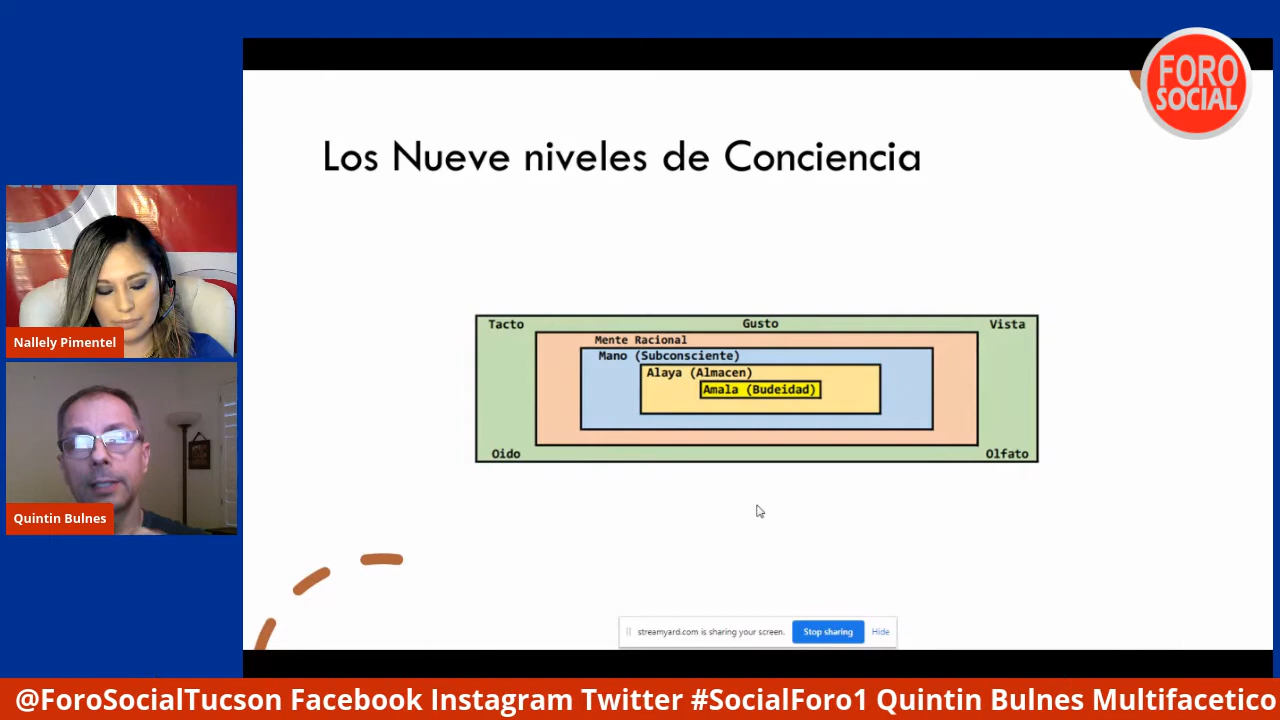 FORO
SOCIAL
Los Nueve niveles de Conciencia
Tacto Gusto Vista
Mente Racional
Mano (Subconsciente)
Alaya (Almacen)
Amala (Budeidad)
Oido Olfato
Nallely Pimentel
Quintin Bulnes
streamyard.com is sharing your screen. Stop sharing Hide
@ForoSocialTucson Facebook Instagram Twitter #SocialForo1 Quintin Bulnes Multifacetico